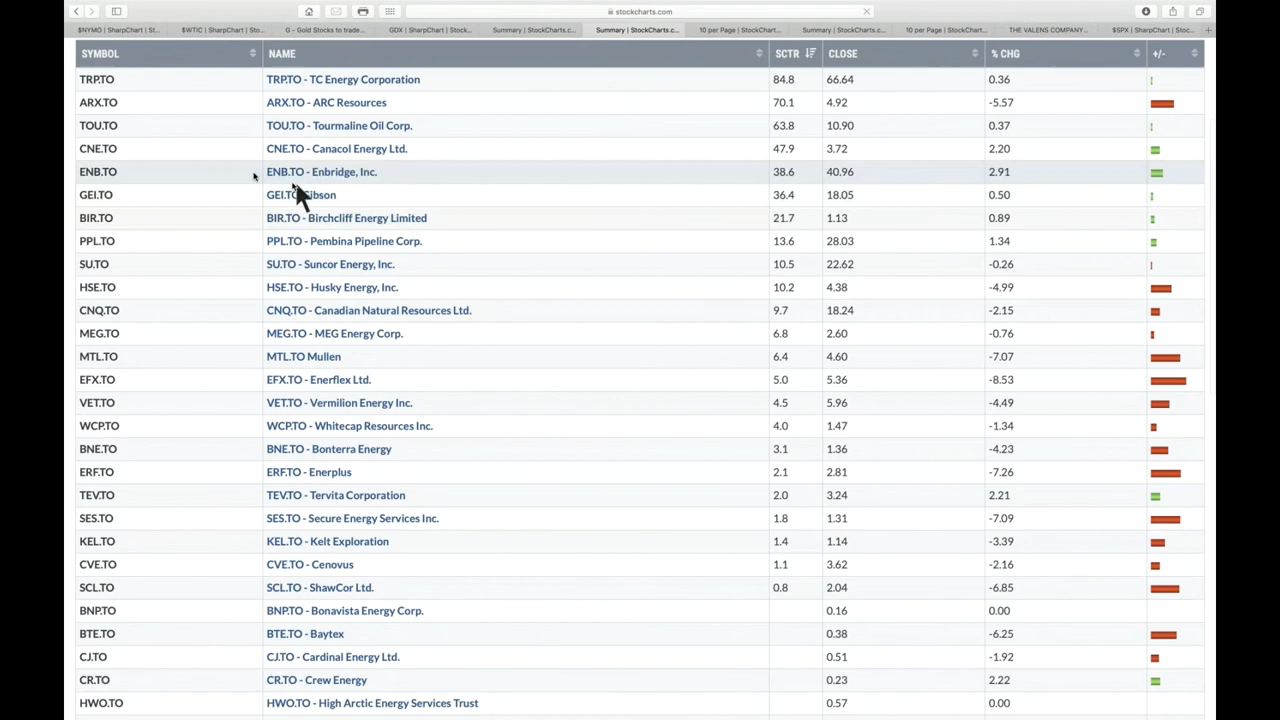 stockcharts.com
$NYMO | SharpChart | St... $WTIC | SharpChart | Sto... G – Gold Stocks to trade... GDX | SharpChart | Stock... Summary | StockCharts.c... Summary | StockCharts.c... 10 per Page | StockChart... Summary | StockCharts.c... 10 per Page | StockChart... THE VALENS COMPANY... $SPX | SharpChart | Stoc...
SYMBOL NAME SCTR CLOSE % CHG +/-
TRP.TO TRP.TO - TC Energy Corporation 84.8 66.64 0.36
ARX.TO ARX.TO - ARC Resources 70.1 4.92 -5.57
TOU.TO TOU.TO - Tourmaline Oil Corp. 63.8 10.90 0.37
CNE.TO CNE.TO - Canacol Energy Ltd. 47.9 3.72 2.20
ENB.TO ENB.TO - Enbridge, Inc. 38.6 40.96 2.91
GEI.TO GEI.TO Gibson 36.4 18.05 0.50
BIR.TO BIR.TO - Birchcliff Energy Limited 21.7 1.13 0.89
PPL.TO PPL.TO - Pembina Pipeline Corp. 13.6 28.03 1.34
SU.TO SU.TO - Suncor Energy, Inc. 10.5 22.62 -0.26
HSE.TO HSE.TO - Husky Energy, Inc. 10.2 4.38 -4.99
CNQ.TO CNQ.TO - Canadian Natural Resources Ltd. 9.7 18.24 -2.15
MEG.TO MEG.TO - MEG Energy Corp. 6.8 2.60 -0.76
MTL.TO MTL.TO Mullen 6.4 4.60 -7.07
EFX.TO EFX.TO - Enerflex Ltd. 5.0 5.36 -8.53
VET.TO VET.TO - Vermilion Energy Inc. 4.5 5.96 -4.49
WCP.TO WCP.TO - Whitecap Resources Inc. 4.0 1.47 -1.34
BNE.TO BNE.TO - Bonterra Energy 3.1 1.36 -4.23
ERF.TO ERF.TO - Enerplus 2.1 2.81 -7.26
TEV.TO TEV.TO - Tervita Corporation 2.0 3.24 2.21
SES.TO SES.TO - Secure Energy Services Inc. 1.8 1.31 -7.09
KEL.TO KEL.TO - Kelt Exploration 1.4 1.14 -3.39
CVE.TO CVE.TO - Cenovus 1.1 3.62 -2.16
SCL.TO SCL.TO - ShawCor Ltd. 0.8 2.04 -6.85
BNP.TO BNP.TO - Bonavista Energy Corp. 0.16 0.00
BTE.TO BTE.TO - Baytex 0.38 -6.25
CJ.TO CJ.TO - Cardinal Energy Ltd. 0.51 -1.92
CR.TO CR.TO - Crew Energy 0.23 2.22
HWO.TO HWO.TO - High Arctic Energy Services Trust 0.57 0.00